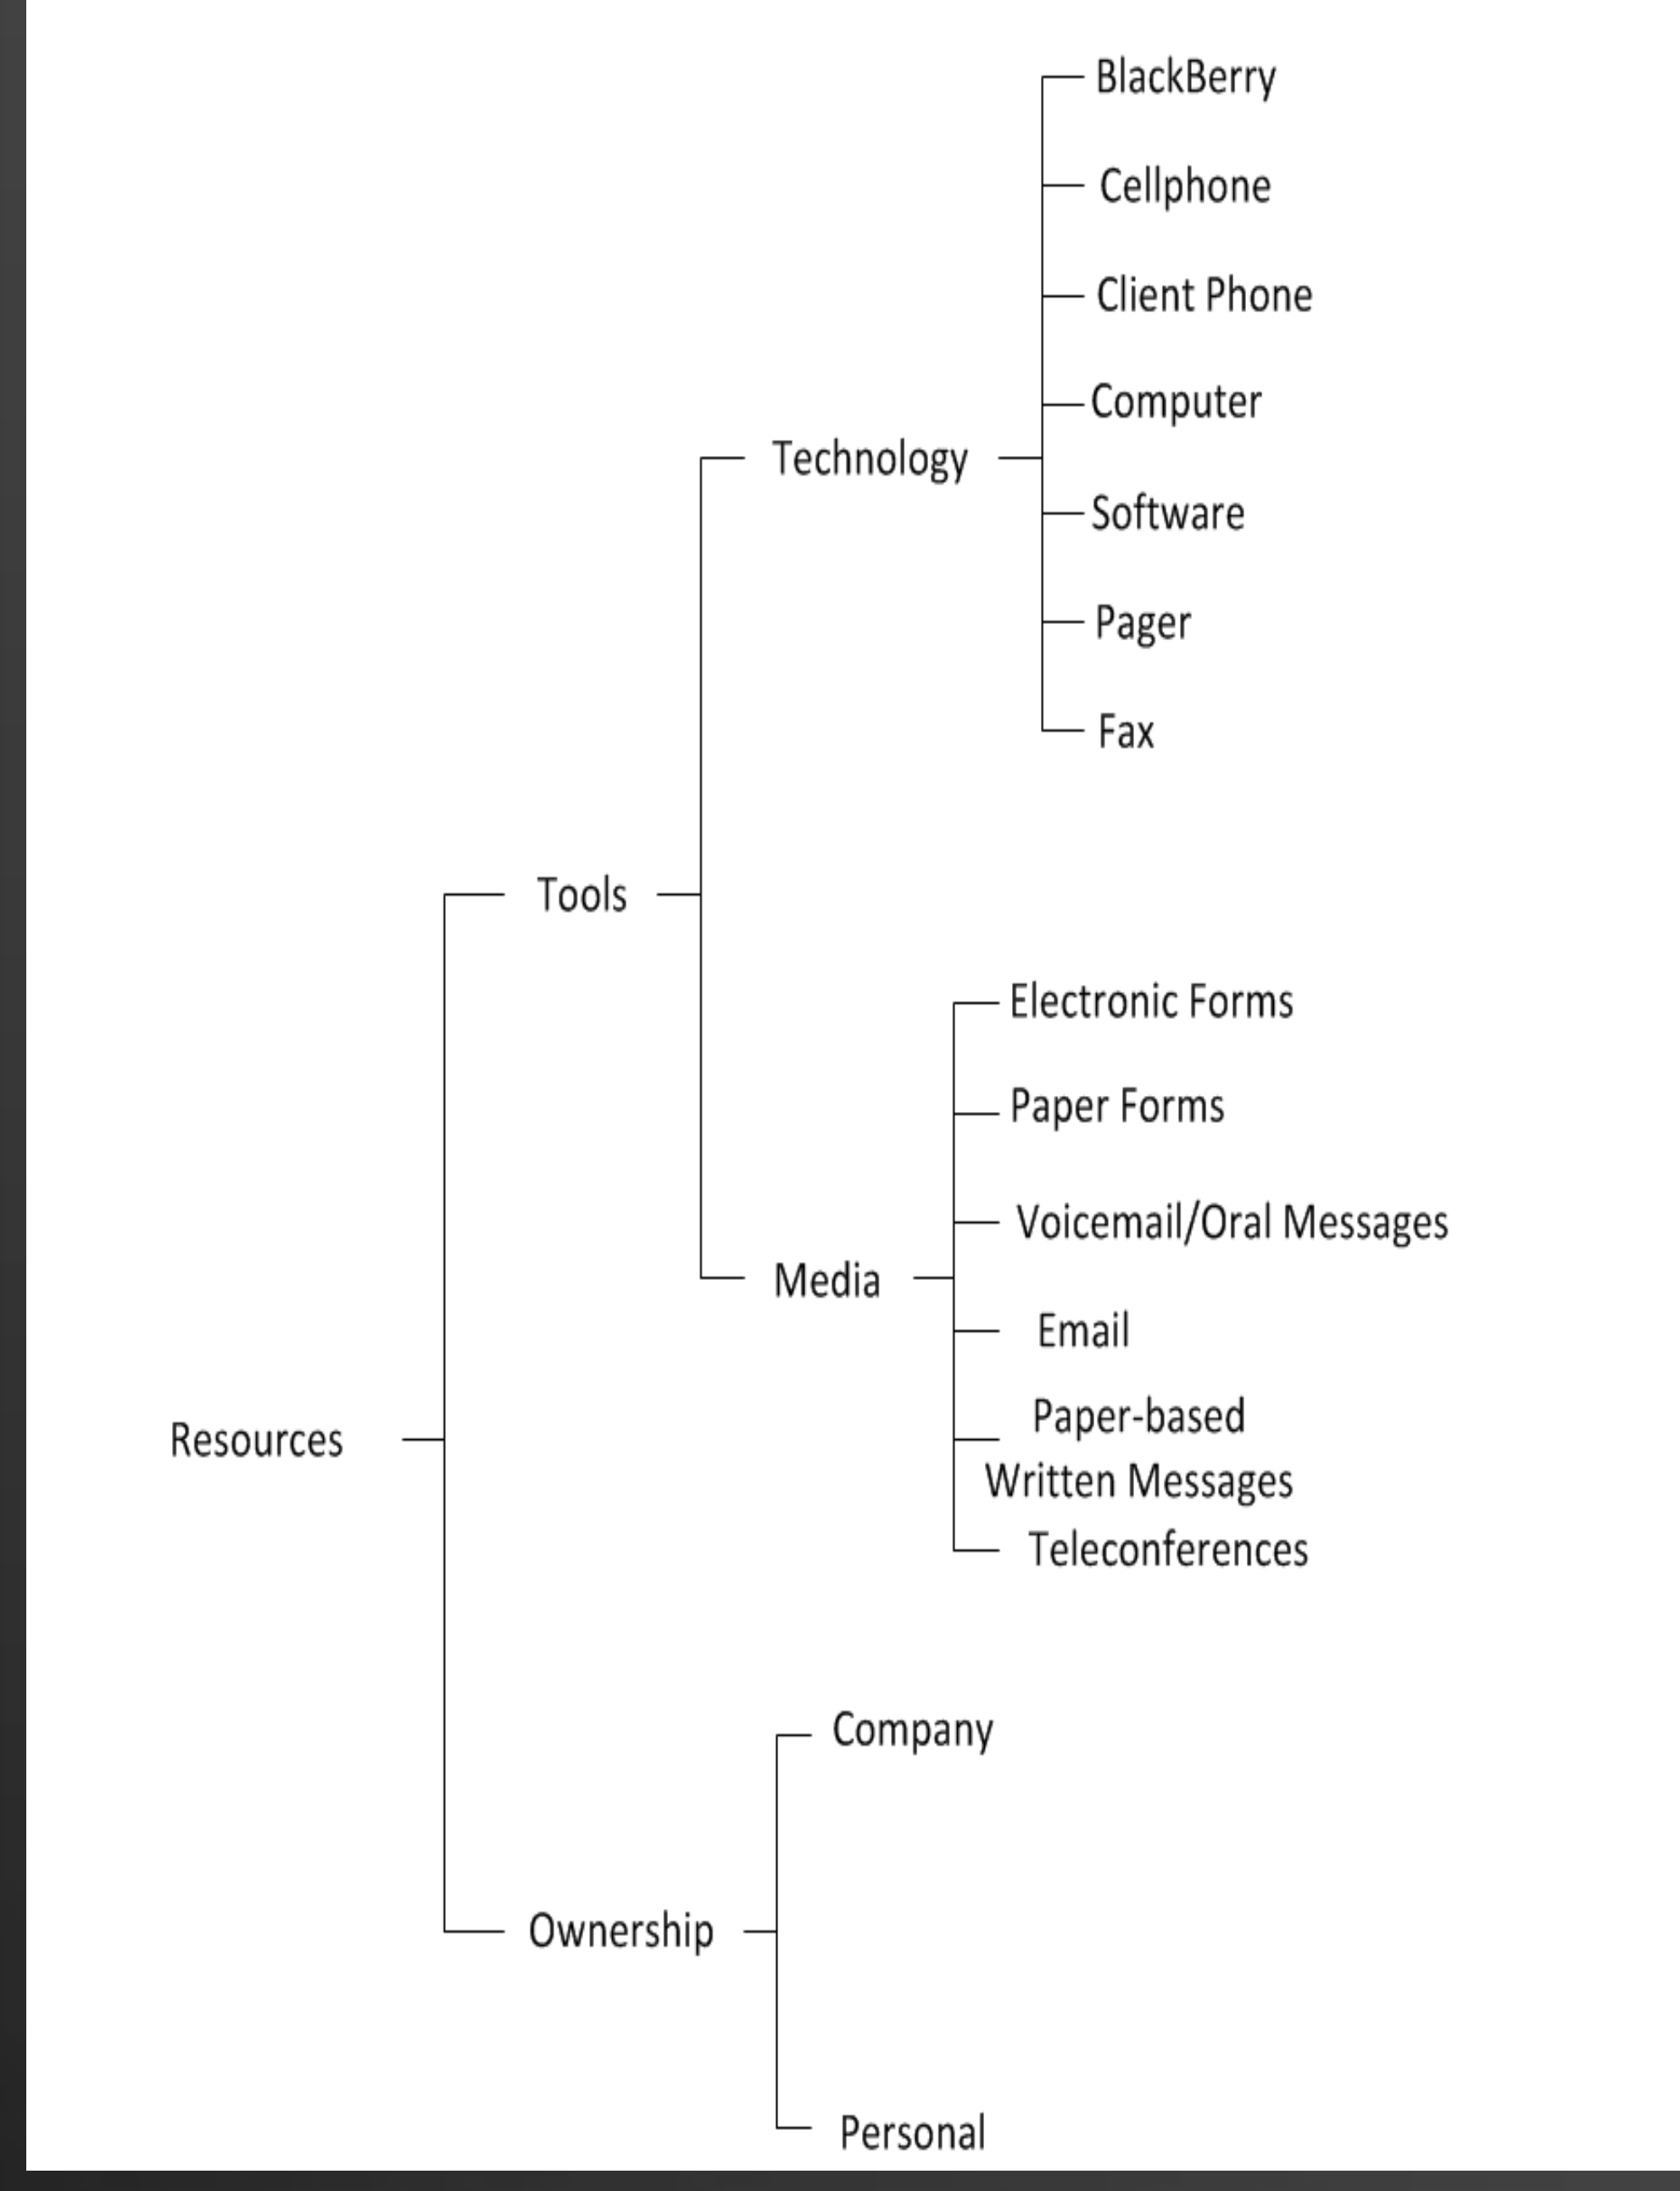 BlackBerry
Cellphone
Client Phone
Computer
Technology
Software
Pager
Fax
Tools
Electronic Forms
Paper Forms
Voicemail/Oral Messages
Media
Email
Paper-based
Resources
Written Messages
Teleconferences
Company
Ownership
Personal